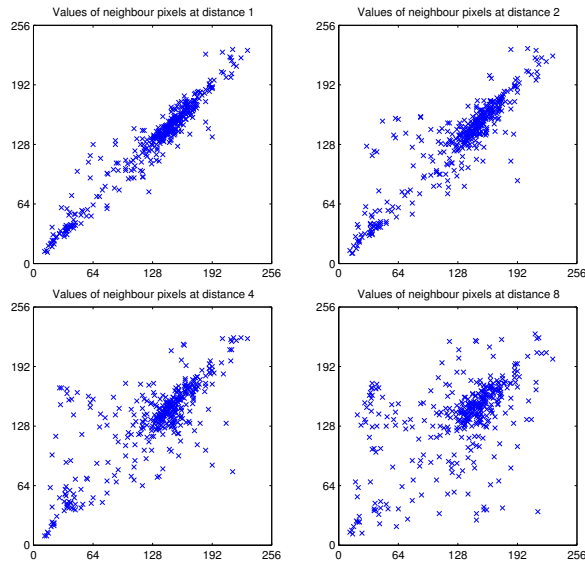 Values of neighbour pixels at distance 1
256
192
128
64
0
0 64 128 192 256
Values of neighbour pixels at distance 2
256
192
128
64
0
0 64 128 192 256
Values of neighbour pixels at distance 4
256
192
128
64
0
0 64 128 192 256
Values of neighbour pixels at distance 8
256
192
128
64
0
0 64 128 192 256